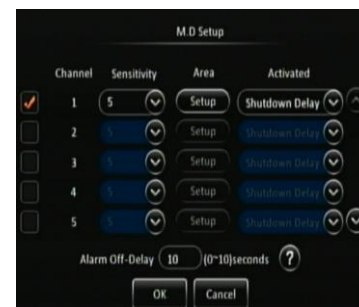 M.D Setup
Channel Sensitivity Area Activated
1 5 Setup Shutdown Delay
2 5 Setup Shutdown Delay
3 5 Setup Shutdown Delay
4 5 Setup Shutdown Delay
5 5 Setup Shutdown Delay
Alarm Off-Delay 10 (0~10)seconds ?
OK Cancel